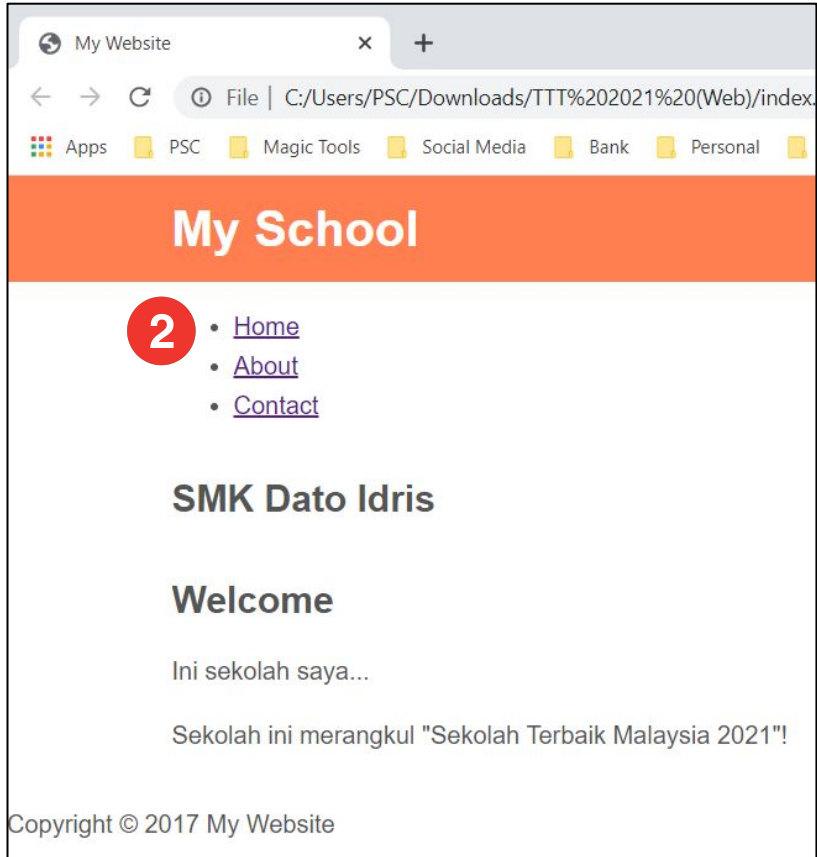 My Website
File | C:/Users/PSC/Downloads/TTT%202021%20(Web)/index.
Apps PSC Magic Tools Social Media Bank Personal
My School
2
• Home
• About
• Contact
SMK Dato Idris
Welcome
Ini sekolah saya...
Sekolah ini merangkul "Sekolah Terbaik Malaysia 2021"!
Copyright © 2017 My Website